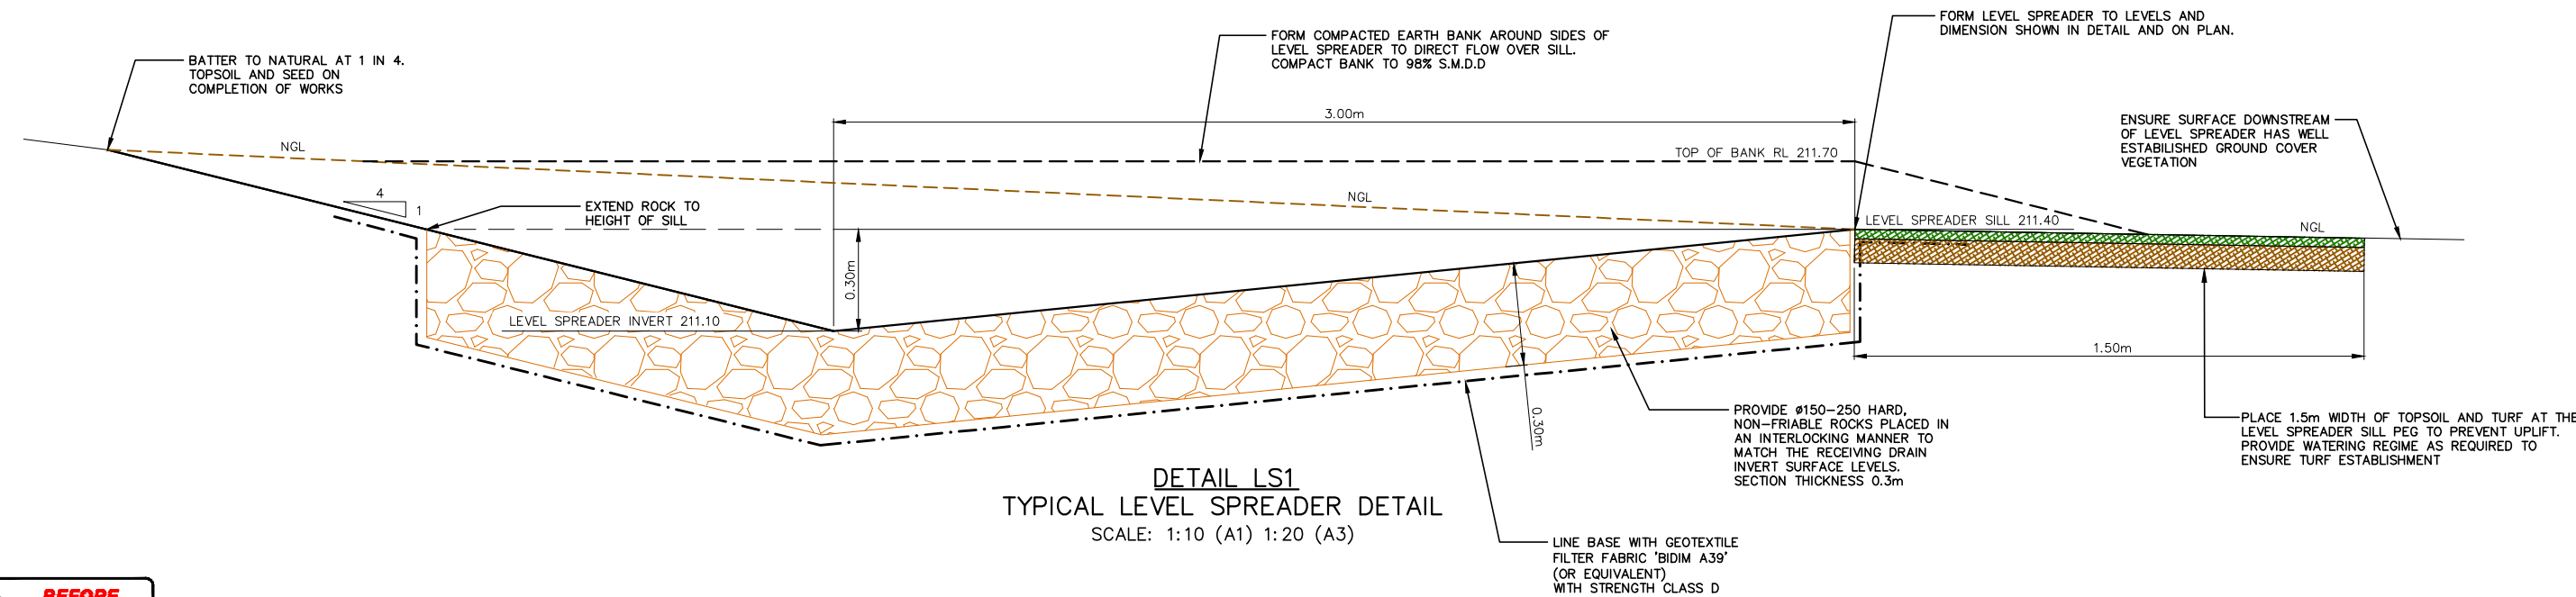 FORM LEVEL SPREADER TO LEVELS AND
DIMENSION SHOWN IN DETAIL AND ON PLAN.
FORM COMPACTED EARTH BANK AROUND SIDES OF
LEVEL SPREADER TO DIRECT FLOW OVER SILL.
COMPACT BANK TO 98% S.M.D.D
BATTER TO NATURAL AT 1 IN 4.
TOPSOIL AND SEED ON
COMPLETION OF WORKS
3.00m
ENSURE SURFACE DOWNSTREAM
OF LEVEL SPREADER HAS WELL
ESTABILISHED GROUND COVER
VEGETATION
NGL
TOP OF BANK RL 211.70
4
1
NGL
EXTEND ROCK TO
HEIGHT OF SILL
LEVEL SPREADER SILL 211.40
NGL
0.30m
LEVEL SPREADER INVERT 211.10
1.50m
0.30m
PROVIDE ø150-250 HARD,
NON-FRIABLE ROCKS PLACED IN
AN INTERLOCKING MANNER TO
MATCH THE RECEIVING DRAIN
INVERT SURFACE LEVELS.
SECTION THICKNESS 0.3m
PLACE 1.5m WIDTH OF TOPSOIL AND TURF AT THE
LEVEL SPREADER SILL PEG TO PREVENT UPLIFT.
PROVIDE WATERING REGIME AS REQUIRED TO
ENSURE TURF ESTABLISHMENT
DETAIL LS1
TYPICAL LEVEL SPREADER DETAIL
SCALE: 1:10 (A1) 1:20 (A3)
LINE BASE WITH GEOTEXTILE
FILTER FABRIC 'BIDIM A39'
(OR EQUIVALENT)
WITH STRENGTH CLASS D
BEFORE